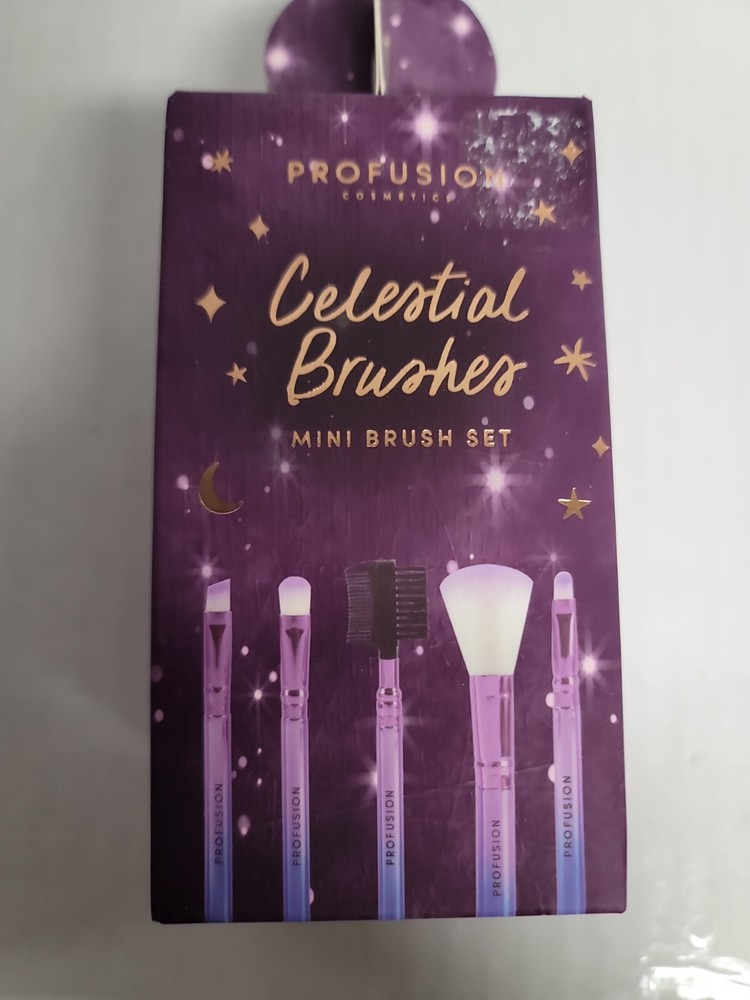 PROFUSION
COSMETICS
Celestial
Brushes
MINI BRUSH SET
PROFUSION
PROFUSION
PROFUSION
PROFUSION
PROFUSION